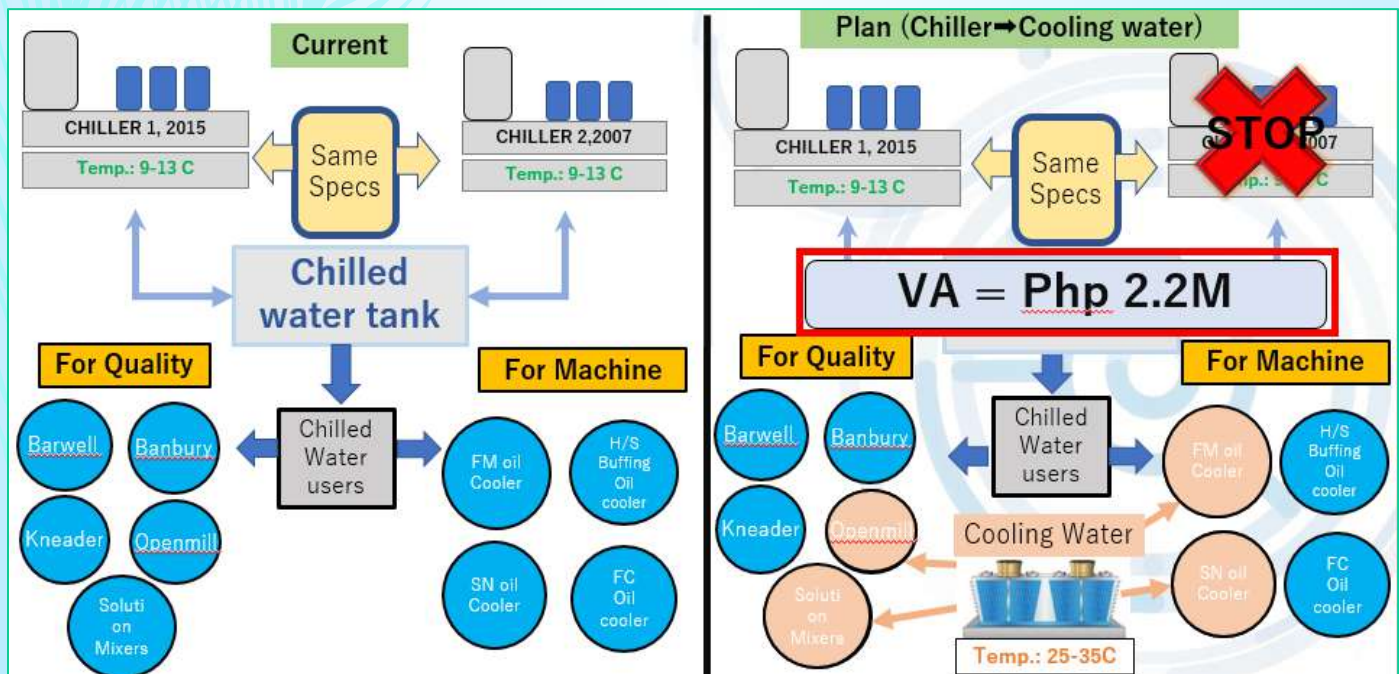 Current
CHILLER 1, 2015
Temp.: 9-13 C
Same
Specs
CHILLER 2,2007
Temp.: 9-13 C
Chilled
water tank
For Quality
For Machine
Barwell
Banbury
Kneader
Openmill
Soluti
on
Mixers
Chilled
Water
users
FM oil
Cooler
H/S
Buffing
Oil
cooler
SN oil
Cooler
FC
Oil
cooler
Plan (Chiller➞Cooling water)
CHILLER 1, 2015
Temp.: 9-13 C
Same
Specs
STOP
007
C
VA = Php 2.2M
For Quality
For Machine
Barwell
Banbury
Kneader
Openmill
Soluti
on
Mixers
Chilled
Water
users
Cooling Water
Temp.: 25-35C
FM oil
Cooler
H/S
Buffing
Oil
cooler
SN oil
Cooler
FC
Oil
cooler